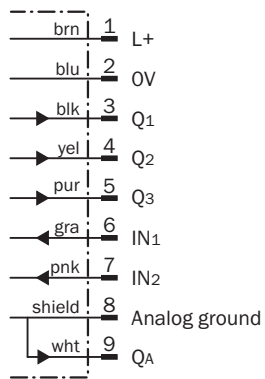 brn 1 L+
blu 2 0V
blk 3 Q1
yel 4 Q2
pur 5 Q3
gra 6 IN1
pnk 7 IN2
shield 8 Analog ground
wht 9 QA